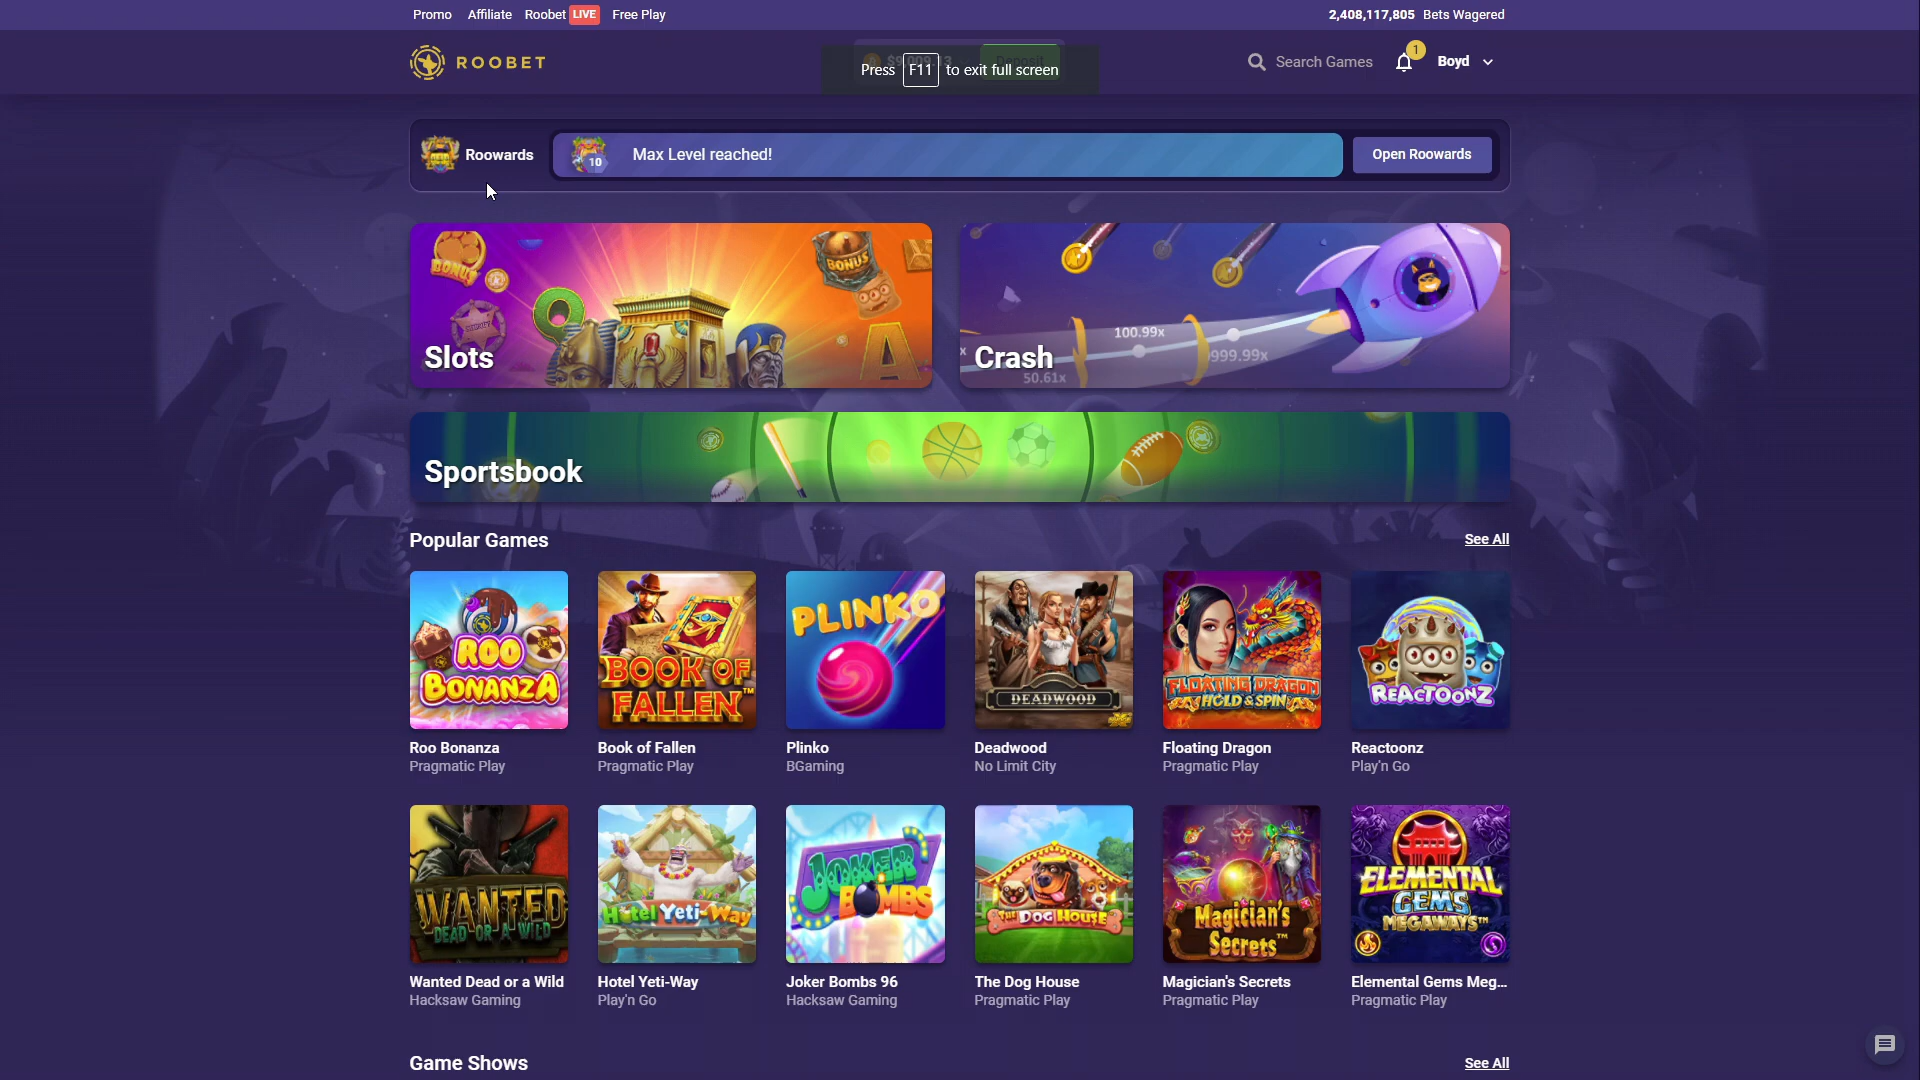 Promo Affiliate Roobet LIVE Free Play
2,408,117,805 Bets Wagered
ROOBET
Press F11 to exit full screen
Search Games
1
Boyd
Roowards
10
Max Level reached!
Open Roowards
BONUS
BONUS
A
Slots
100.99x
999.99x
50.61x
Crash
Sportsbook
Popular Games
See All
ROO
BONANZA
BOOK OF
FALLEN™
PLINKO
DEADWOOD
FLOATING DRAGON
HOLD & SPIN
REACTOONZ
Roo Bonanza
Pragmatic Play
Book of Fallen
Pragmatic Play
Plinko
BGaming
Deadwood
No Limit City
Floating Dragon
Pragmatic Play
Reactoonz
Play'n Go
WANTED
DEAD OR A WILD
Hotel Yeti-Way
JOKER
BOMBS
THE DOG HOUSE
Magician's
Secrets™
ELEMENTAL
GEMS
MEGAWAYS™
Wanted Dead or a Wild
Hacksaw Gaming
Hotel Yeti-Way
Play'n Go
Joker Bombs 96
Hacksaw Gaming
The Dog House
Pragmatic Play
Magician's Secrets
Pragmatic Play
Elemental Gems Meg...
Pragmatic Play
Game Shows
See All